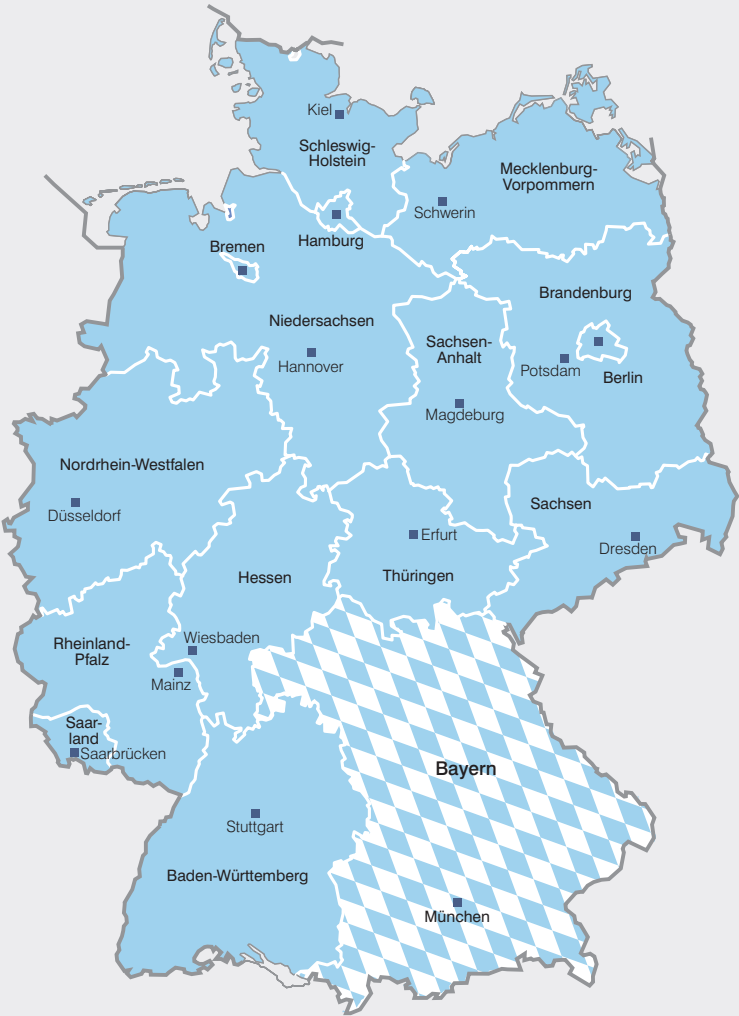 Kiel
Schleswig-
Holstein
Mecklenburg-
Vorpommern
Schwerin
Hamburg
Bremen
Brandenburg
Niedersachsen
Sachsen-
Anhalt
Hannover
Potsdam
Berlin
Magdeburg
Nordrhein-Westfalen
Düsseldorf
Sachsen
Erfurt
Dresden
Hessen
Thüringen
Rheinland-
Pfalz
Wiesbaden
Mainz
Saar-
land
Saarbrücken
Bayern
Stuttgart
Baden-Württemberg
München